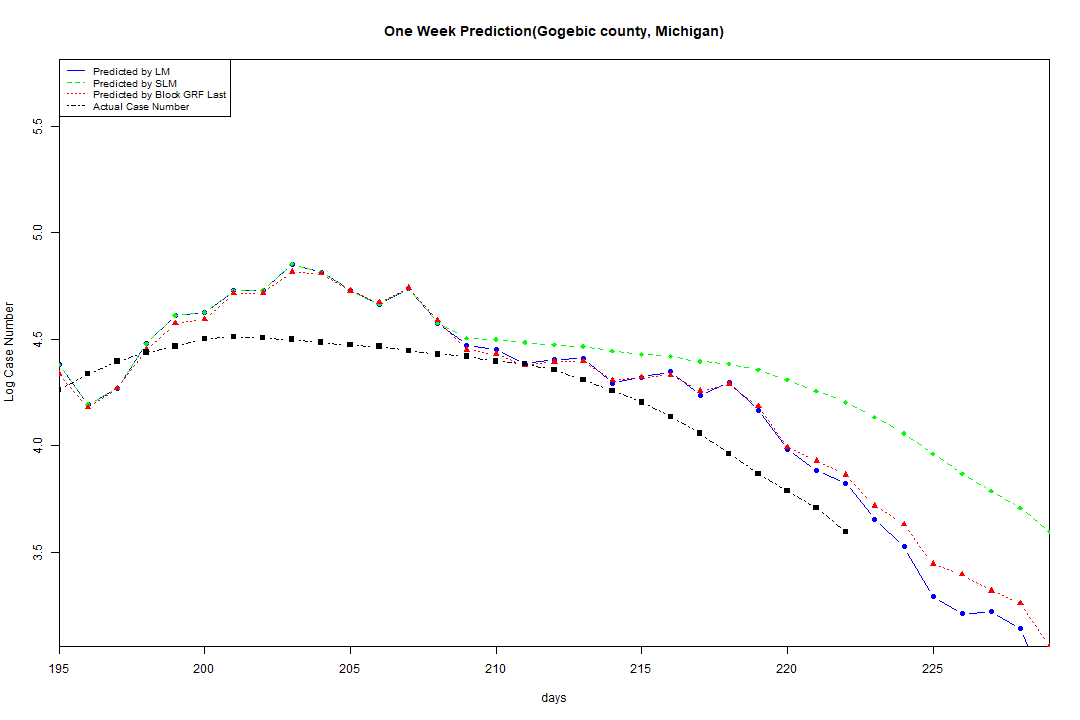 One Week Prediction(Gogebic county, Michigan)
Predicted by LM
Predicted by SLM
Predicted by Block GRF Last
Actual Case Number
Log Case Number
5.5
5.0
4.5
4.0
3.5
195 200 205 210 215 220 225
days